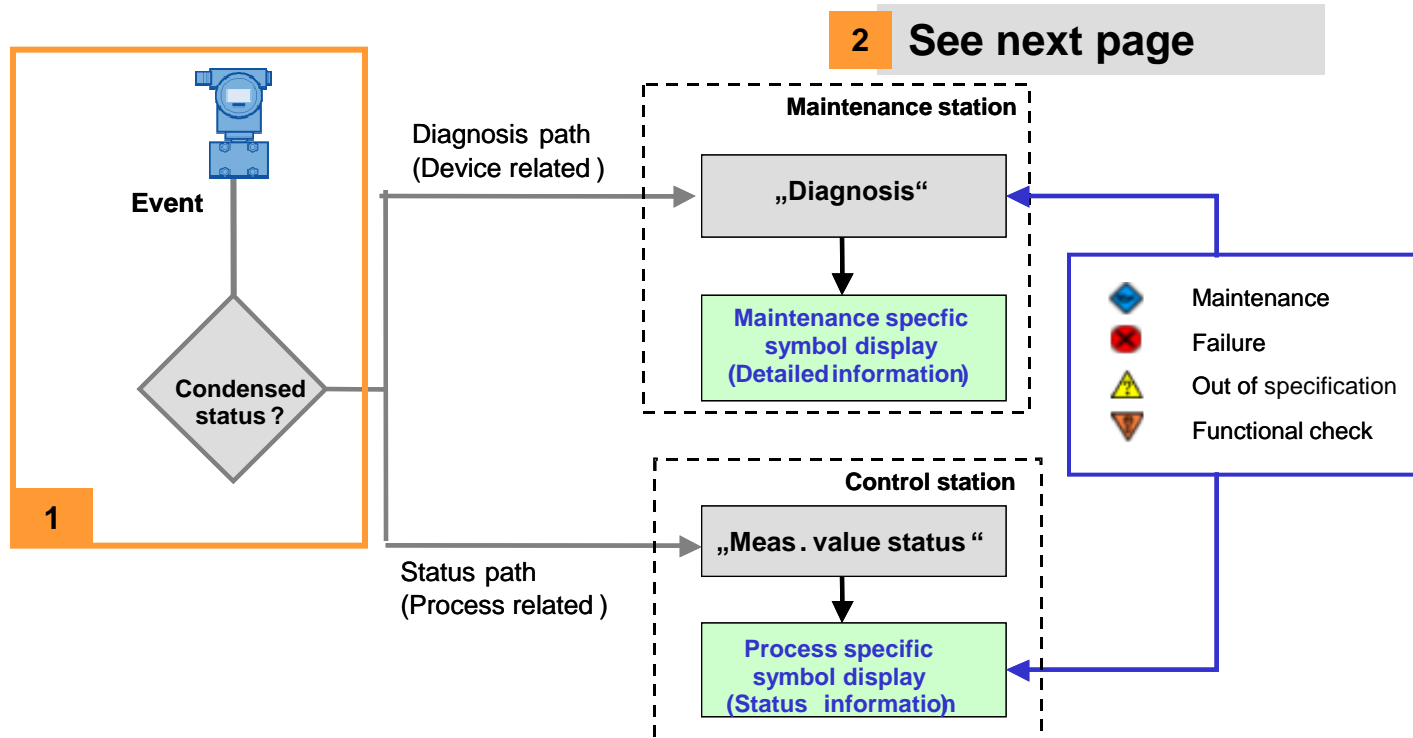 2 See next page
Event
Condensed
status ?
1
Diagnosis path
(Device related )
Maintenance station
„Diagnosis“
Maintenance specfic
symbol display
(Detailed information)
Status path
(Process related )
Control station
„Meas . value status “
Process specific
symbol display
(Status information)
Maintenance
Failure
? Out of specification
Functional check